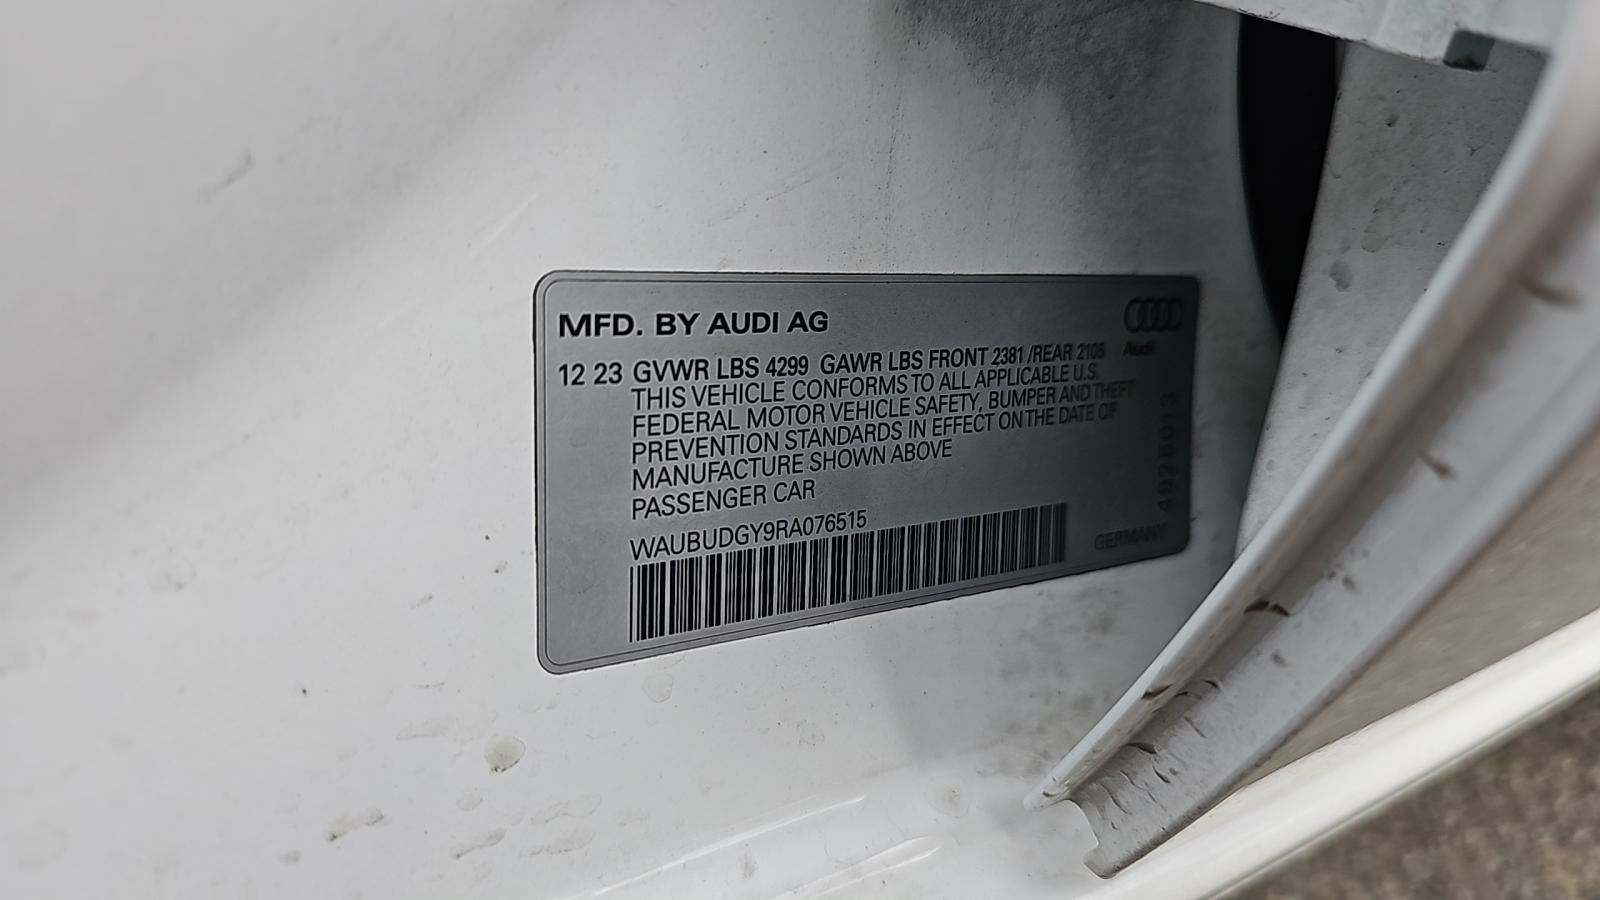 MFD. BY AUDI AG
12 23 GVWR LBS 4299 GAWR LBS FRONT 2381 /REAR 2105
Audi
THIS VEHICLE CONFORMS TO ALL APPLICABLE U.S.
FEDERAL MOTOR VEHICLE SAFETY, BUMPER AND THEFT
PREVENTION STANDARDS IN EFFECT ON THE DATE OF
MANUFACTURE SHOWN ABOVE
PASSENGER CAR
WAUBUDGY9RA076515
GERMANY